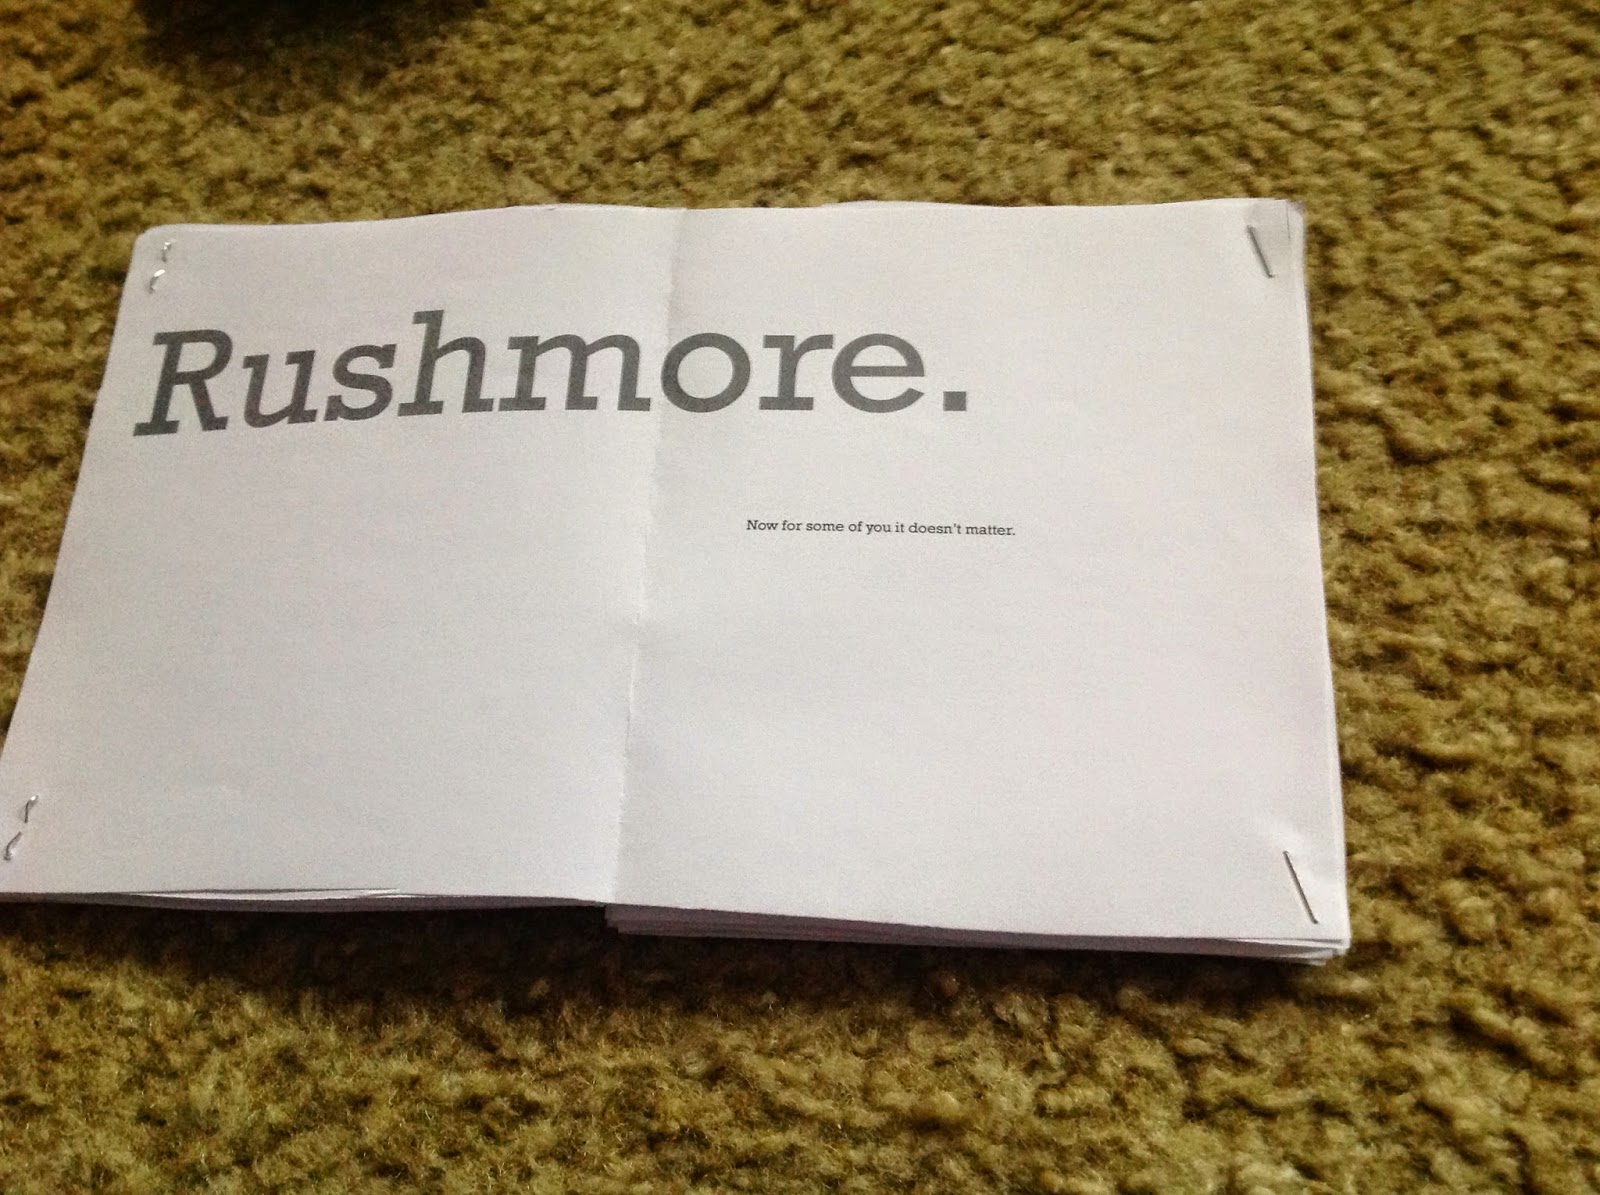 Rushmore.
Now for some of you it doesn't matter.